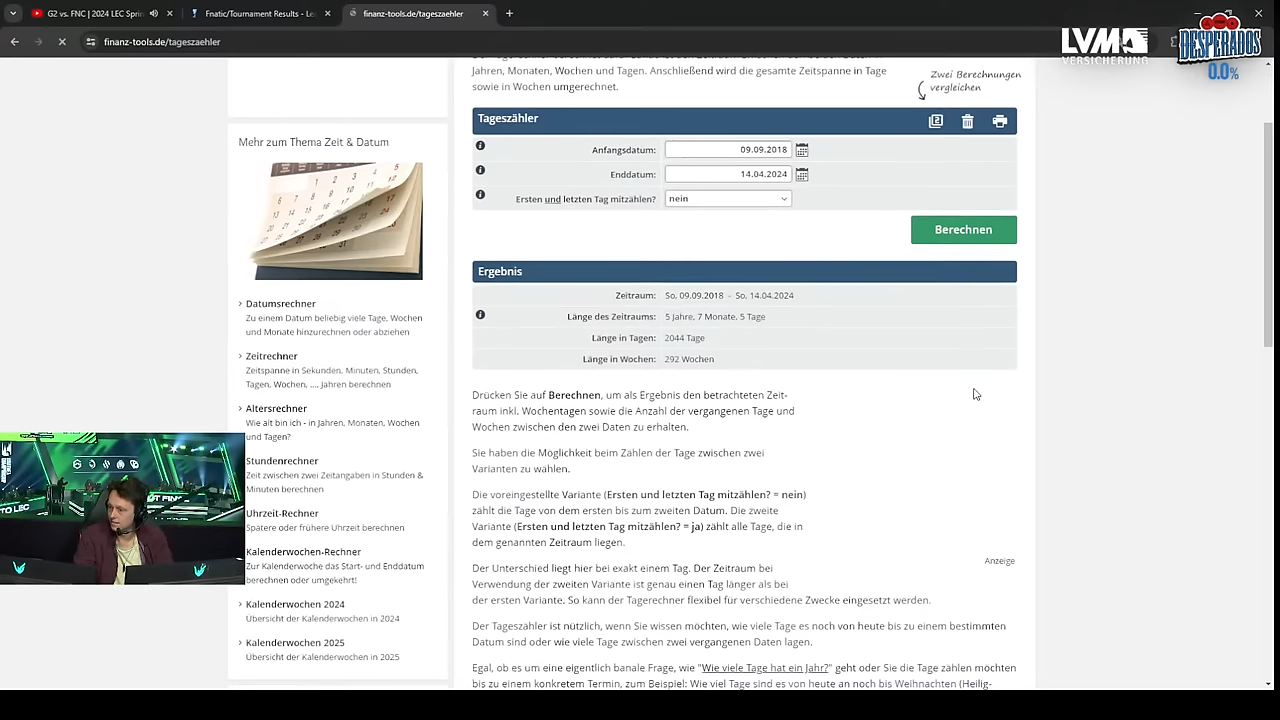 G2 vs. FNC | 2024 LEC Sprin
Fnatic/Tournament Results - Le
finanz-tools.de/tageszaehler
finanz-tools.de/tageszaehler
LVM
VERSICHERUNG
DESPERADOS
0.0%
Jahren, Monaten, Wochen und Tagen. Anschließend wird die gesamte Zeitspanne in Tage
sowie in Wochen umgerechnet.
Zwei Berechnungen
vergleichen
Mehr zum Thema Zeit & Datum
Datumsrechner
Zu einem Datum beliebig viele Tage, Wochen
und Monate hinzurechnen oder abziehen
Zeitrechner
Zeitspanne in Sekunden, Minuten, Stunden,
Tagen, Wochen, ..., Jahren berechnen
Altersrechner
Wie alt bin ich - in Jahren, Monaten, Wochen
und Tagen?
Stundenrechner
Zeit zwischen zwei Zeitangaben in Stunden &
Minuten berechnen
Uhrzeit-Rechner
Spätere oder frühere Uhrzeit berechnen
Kalenderwochen-Rechner
Zur Kalenderwoche das Start- und Enddatum
berechnen oder umgekehrt!
Kalenderwochen 2024
Übersicht der Kalenderwochen in 2024
Kalenderwochen 2025
Übersicht der Kalenderwochen in 2025
Tageszähler
Anfangsdatum: 09.09.2018
Enddatum: 14.04.2024
Ersten und letzten Tag mitzählen? nein
Berechnen
Ergebnis
Zeitraum: So, 09.09.2018 - So, 14.04.2024
Länge des Zeitraums: 5 Jahre, 7 Monate, 5 Tage
Länge in Tagen: 2044 Tage
Länge in Wochen: 292 Wochen
Drücken Sie auf Berechnen, um als Ergebnis den betrachteten Zeit-
raum inkl. Wochentagen sowie die Anzahl der vergangenen Tage und
Wochen zwischen den zwei Daten zu erhalten.
Sie haben die Möglichkeit beim Zählen der Tage zwischen zwei
Varianten zu wählen.
Die voreingestellte Variante (Ersten und letzten Tag mitzählen? = nein)
zählt die Tage von dem ersten bis zum zweiten Datum. Die zweite
Variante (Ersten und letzten Tag mitzählen? = ja) zählt alle Tage, die in
dem genannten Zeitraum liegen.
Anzeige
Der Unterschied liegt hier bei exakt einem Tag. Der Zeitraum bei
Verwendung der zweiten Variante ist genau einen Tag länger als bei
der ersten Variante. So kann der Tagerechner flexibel für verschiedene Zwecke eingesetzt werden.
Der Tageszähler ist nützlich, wenn Sie wissen möchten, wie viele Tage es noch von heute bis zu einem bestimmten
Datum sind oder wie viele Tage zwischen zwei vergangenen Daten lagen.
Egal, ob es um eine eigentlich banale Frage, wie "Wie viele Tage hat ein Jahr?" geht oder Sie die Tage zählen möchten
bis zu einem konkretem Termin, zum Beispiel: Wie viel Tage sind es von heute an noch bis Weihnachten (Heilig-